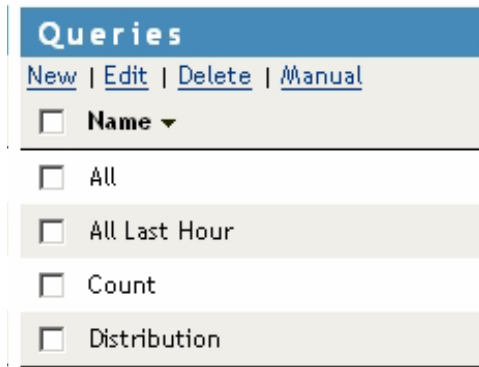 Queries
New | Edit | Delete | Manual
Name
All
All Last Hour
Count
Distribution